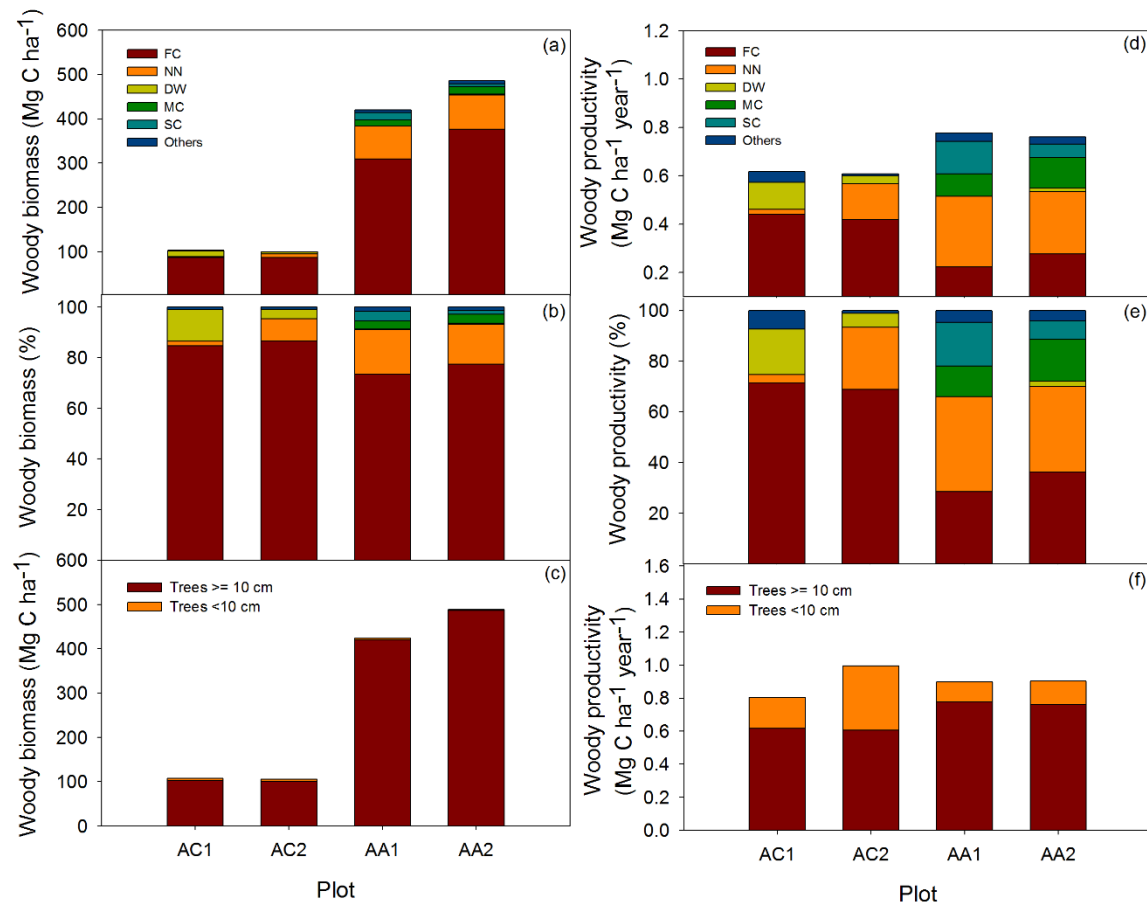 Woody biomass (Mg C ha⁻¹)
600
500
400
300
200
100
(a)
FC
NN
DW
MC
SC
Others
Woody biomass (%)
100
80
60
40
20
(b)
Woody biomass (Mg C ha⁻¹)
600
500
400
300
200
100
0
(c)
Trees >= 10 cm
Trees <10 cm
AC1 AC2 AA1 AA2
Plot
Woody productivity
(Mg C ha⁻¹ year⁻¹)
1.2
1.0
0.8
0.6
0.4
0.2
(d)
FC
NN
DW
MC
SC
Others
Woody productivity (%)
100
80
60
40
20
(e)
Woody productivity
(Mg C ha⁻¹ year⁻¹)
1.6
1.4
1.2
1.0
0.8
0.6
0.4
0.2
0.0
(f)
Trees >= 10 cm
Trees <10 cm
AC1 AC2 AA1 AA2
Plot